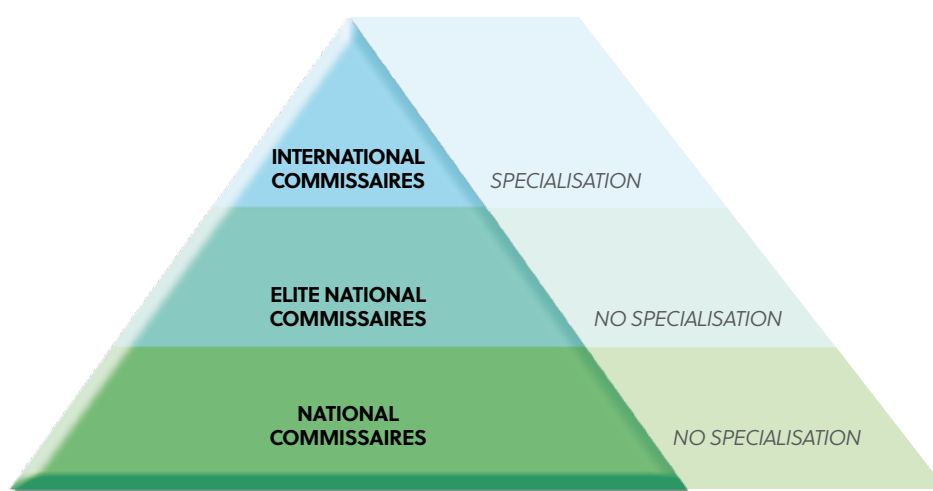 INTERNATIONAL
COMMISSAIRES
SPECIALISATION
ELITE NATIONAL
COMMISSAIRES
NO SPECIALISATION
NATIONAL
COMMISSAIRES
NO SPECIALISATION